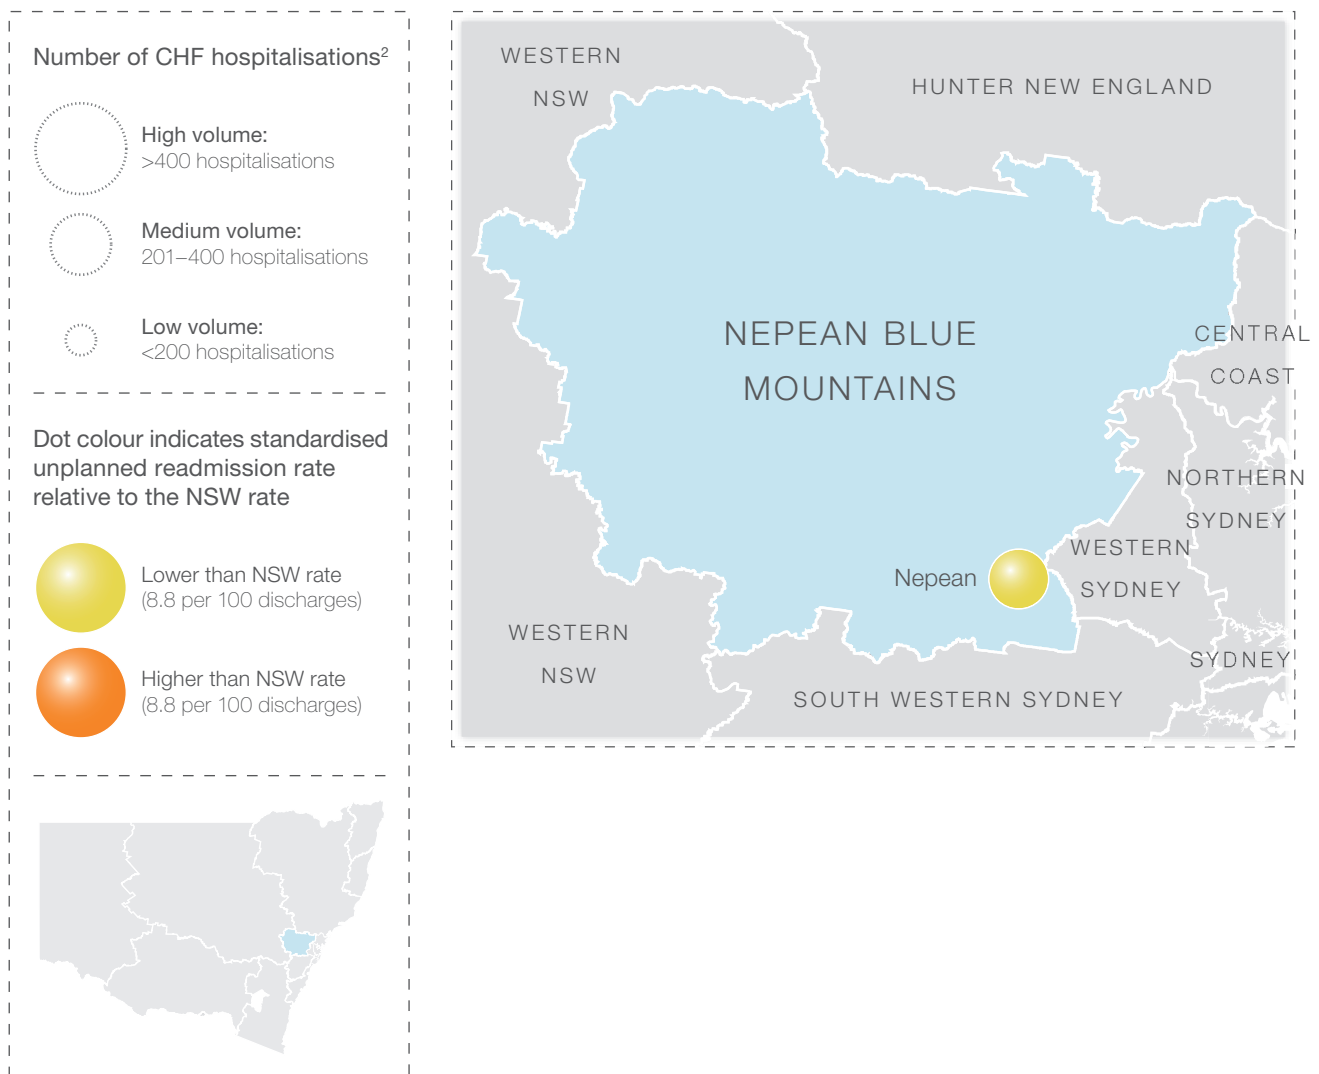 Number of CHF hospitalisations²
High volume:
>400 hospitalisations
Medium volume:
201–400 hospitalisations
Low volume:
<200 hospitalisations
Dot colour indicates standardised
unplanned readmission rate
relative to the NSW rate
Lower than NSW rate
(8.8 per 100 discharges)
Higher than NSW rate
(8.8 per 100 discharges)
WESTERN
NSW
HUNTER NEW ENGLAND
NEPEAN BLUE
MOUNTAINS
CENTRAL
COAST
NORTHERN
SYDNEY
WESTERN
SYDNEY
Nepean
WESTERN
NSW
SYDNEY
SOUTH WESTERN SYDNEY